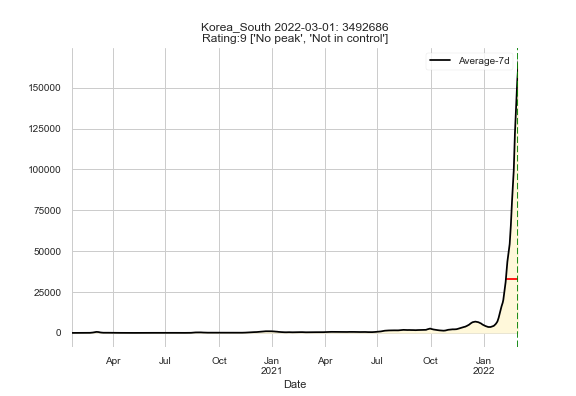 Korea_South 2022-03-01: 3492686
Rating:9 ['No peak', 'Not in control']
Average-7d
150000
125000
100000
75000
50000
25000
0
Apr Jul Oct Jan Apr Jul Oct Jan
2021 2022
Date